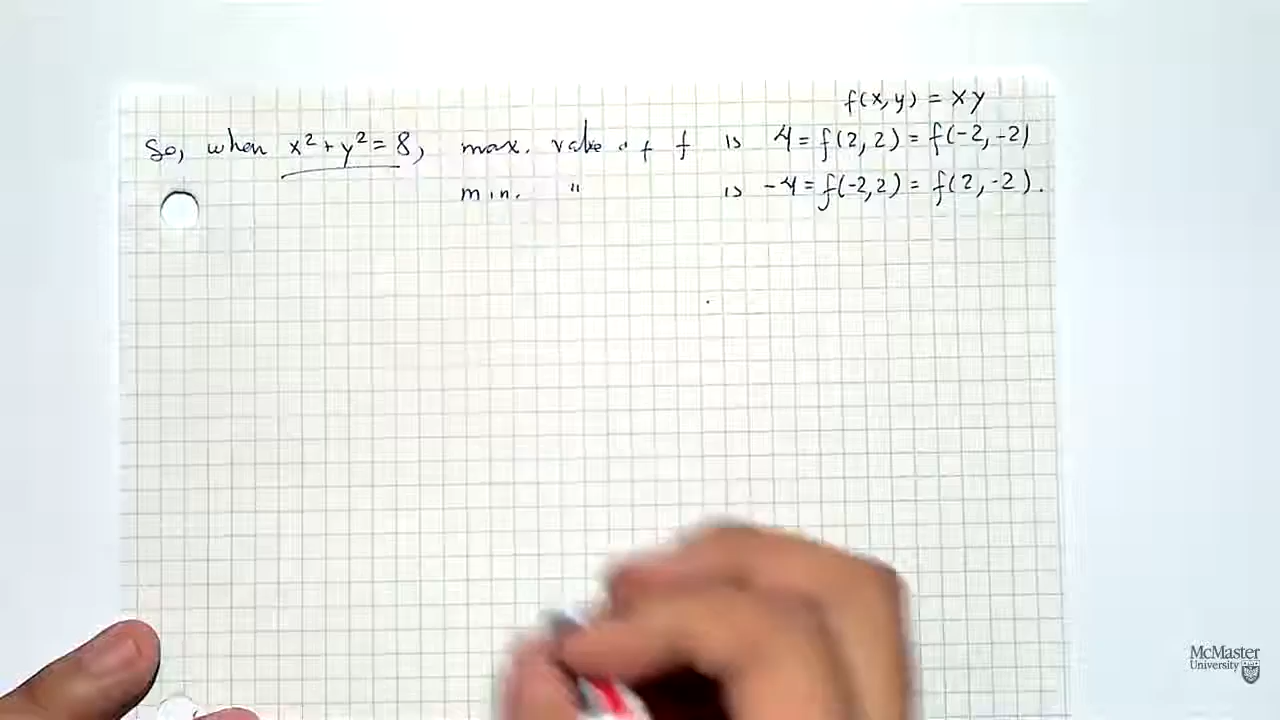 f(x,y) = xy
So, when x²+y²=8, max. value of f is 4=f(2,2)=f(-2,-2)
min. " is -4=f(-2,2)=f(2,-2).
McMaster
University